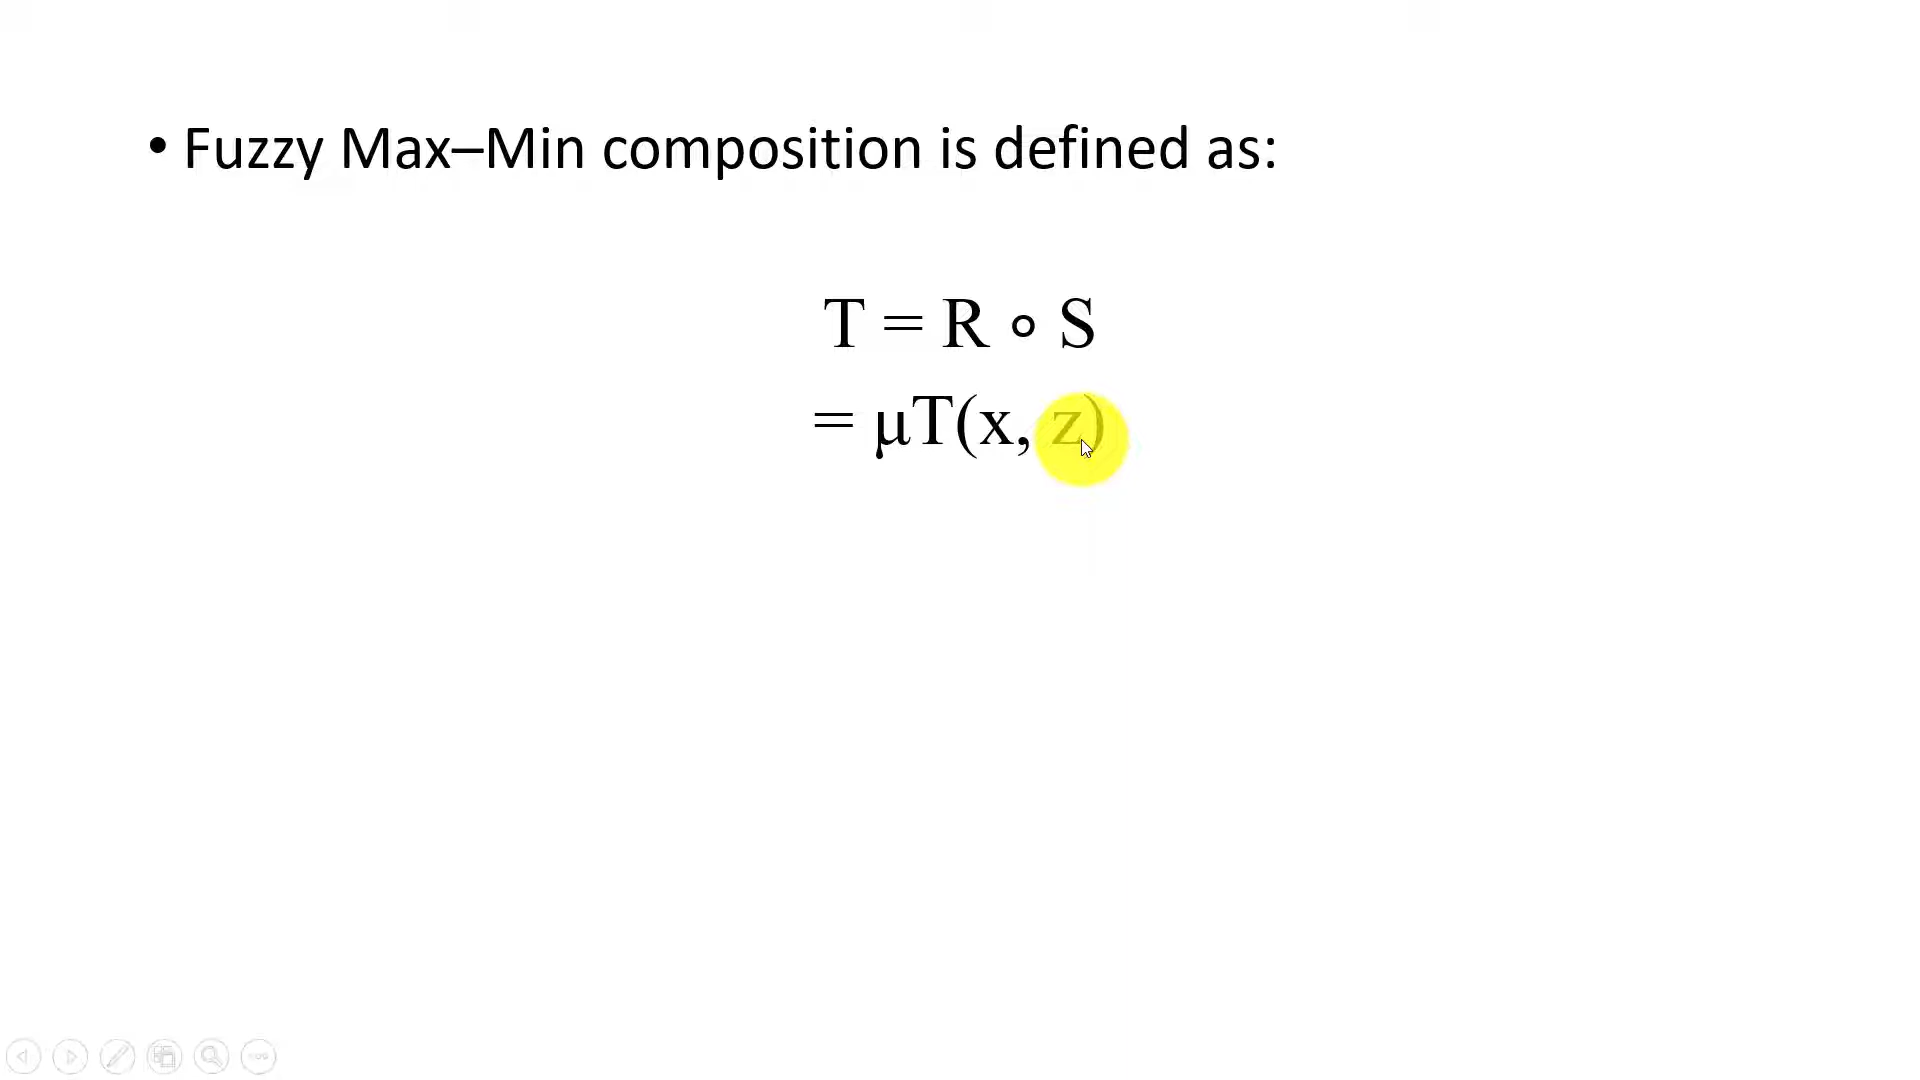 • Fuzzy Max–Min composition is defined as:
T = R ∘ S
= μT(x, z)